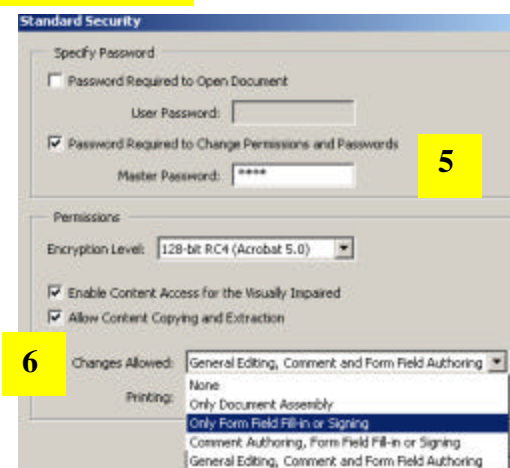 Standard Security
Specify Password
Password Required to Open Document
User Password:
Password Required to Change Permissions and Passwords
5
Master Password: ****
Permissions
Encryption Level: 128-bit RC4 (Acrobat 5.0)
Enable Content Access for the Visually Impaired
Allow Content Copying and Extraction
6
Changes Allowed: General Editing, Comment and Form Field Authoring
None
Printing:
Only Document Assembly
Only Form Field Fill-in or Signing
Comment Authoring, Form Field Fill-in or Signing
General Editing, Comment and Form Field Authoring